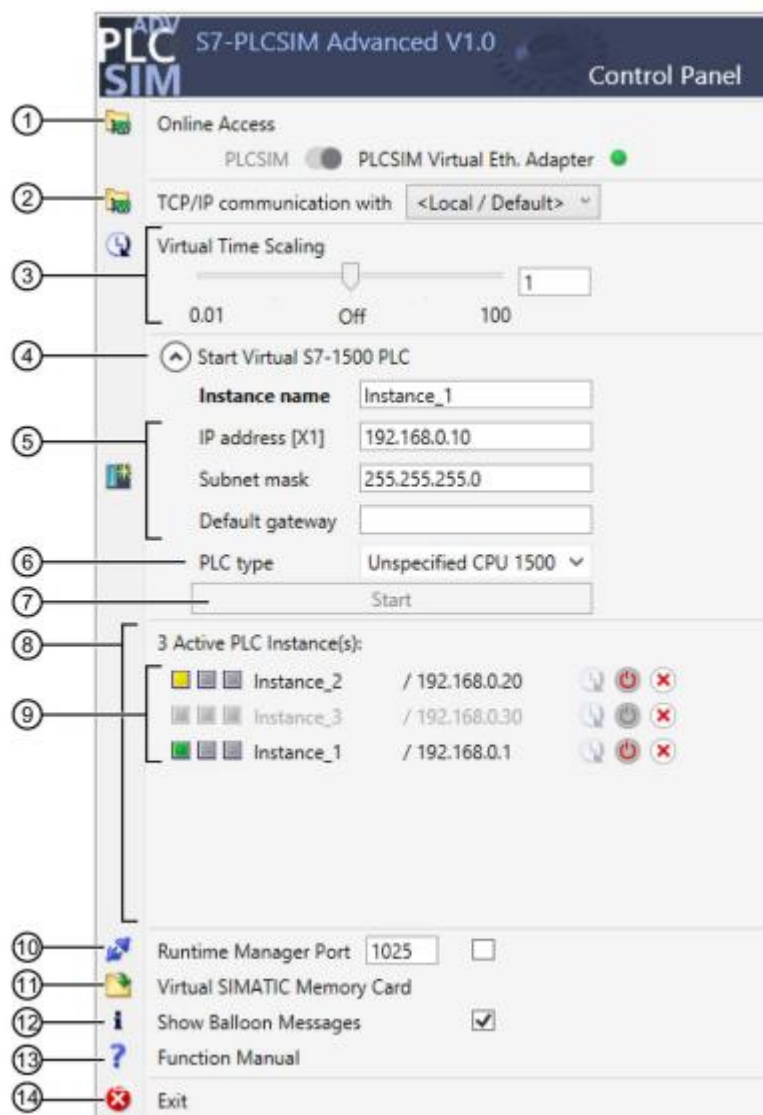 ADV
PLC
SIM
S7-PLCSIM Advanced V1.0
Control Panel
1 Online Access
PLCSIM PLCSIM Virtual Eth. Adapter
2 TCP/IP communication with <Local / Default>
Virtual Time Scaling
3 1
0.01 Off 100
4 Start Virtual S7-1500 PLC
Instance name Instance_1
5 IP address [X1] 192.168.0.10
Subnet mask 255.255.255.0
Default gateway
6 PLC type Unspecified CPU 1500
7 Start
8 3 Active PLC Instance(s):
Instance_2 / 192.168.0.20
9 Instance_3 / 192.168.0.30
Instance_1 / 192.168.0.1
10 Runtime Manager Port 1025
11 Virtual SIMATIC Memory Card
12 i Show Balloon Messages
13 ? Function Manual
14 Exit